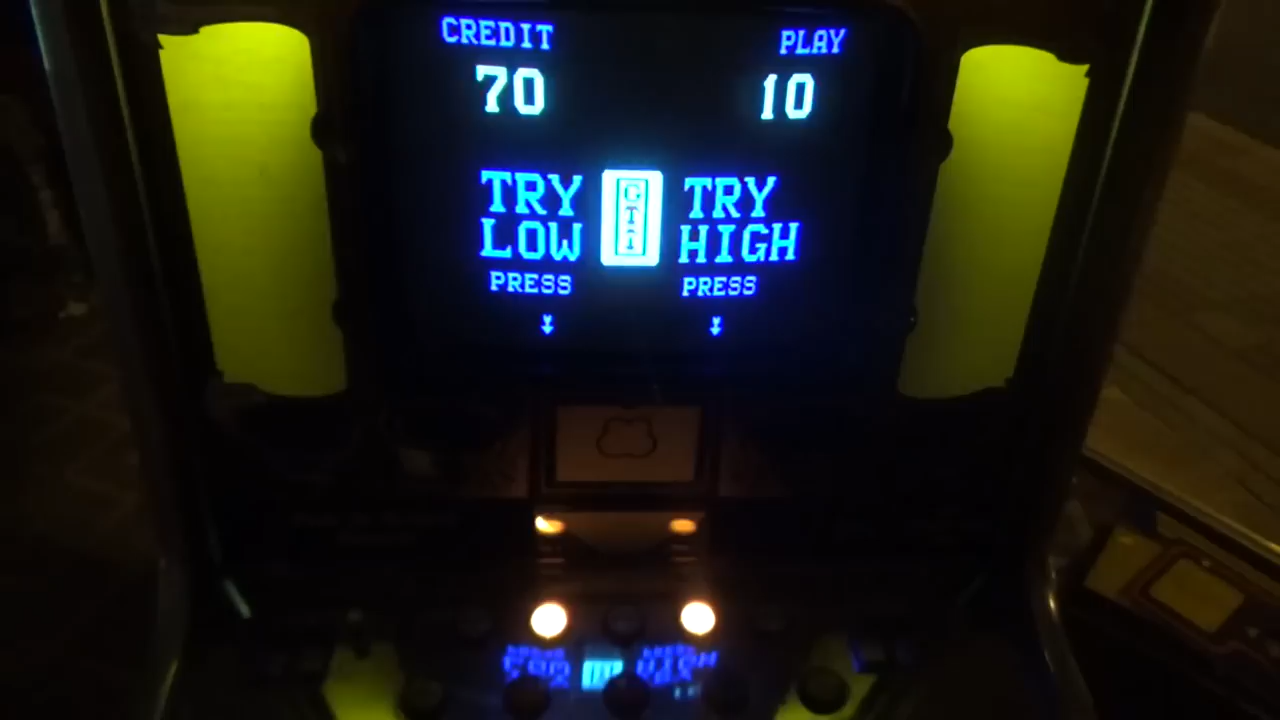 CREDIT PLAY
70 10
TRY TRY
LOW HIGH
PRESS PRESS